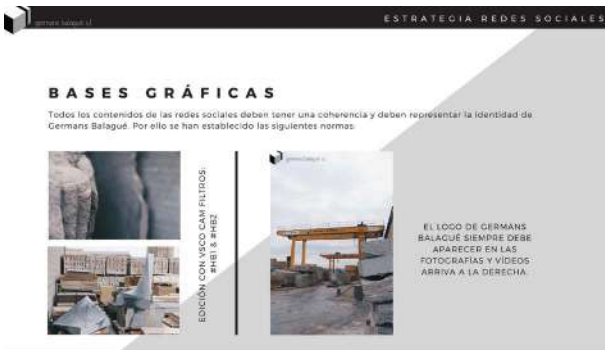 germans balagué sl
ESTRATEGIA REDES SOCIALES
BASES GRÁFICAS
Todos los contenidos de las redes sociales deben tener una coherencia y deben representar la identidad de
Germans Balagué. Por ello se han establecido las siguientes normas:
EDICIÓN CON VSCO CAM FILTROS:
#HB1 & #HB2
germans balagué sl
EL LOGO DE GERMANS
BALAGUÉ SIEMPRE DEBE
APARECER EN LAS
FOTOGRAFÍAS Y VÍDEOS
ARRIVA A LA DERECHA.